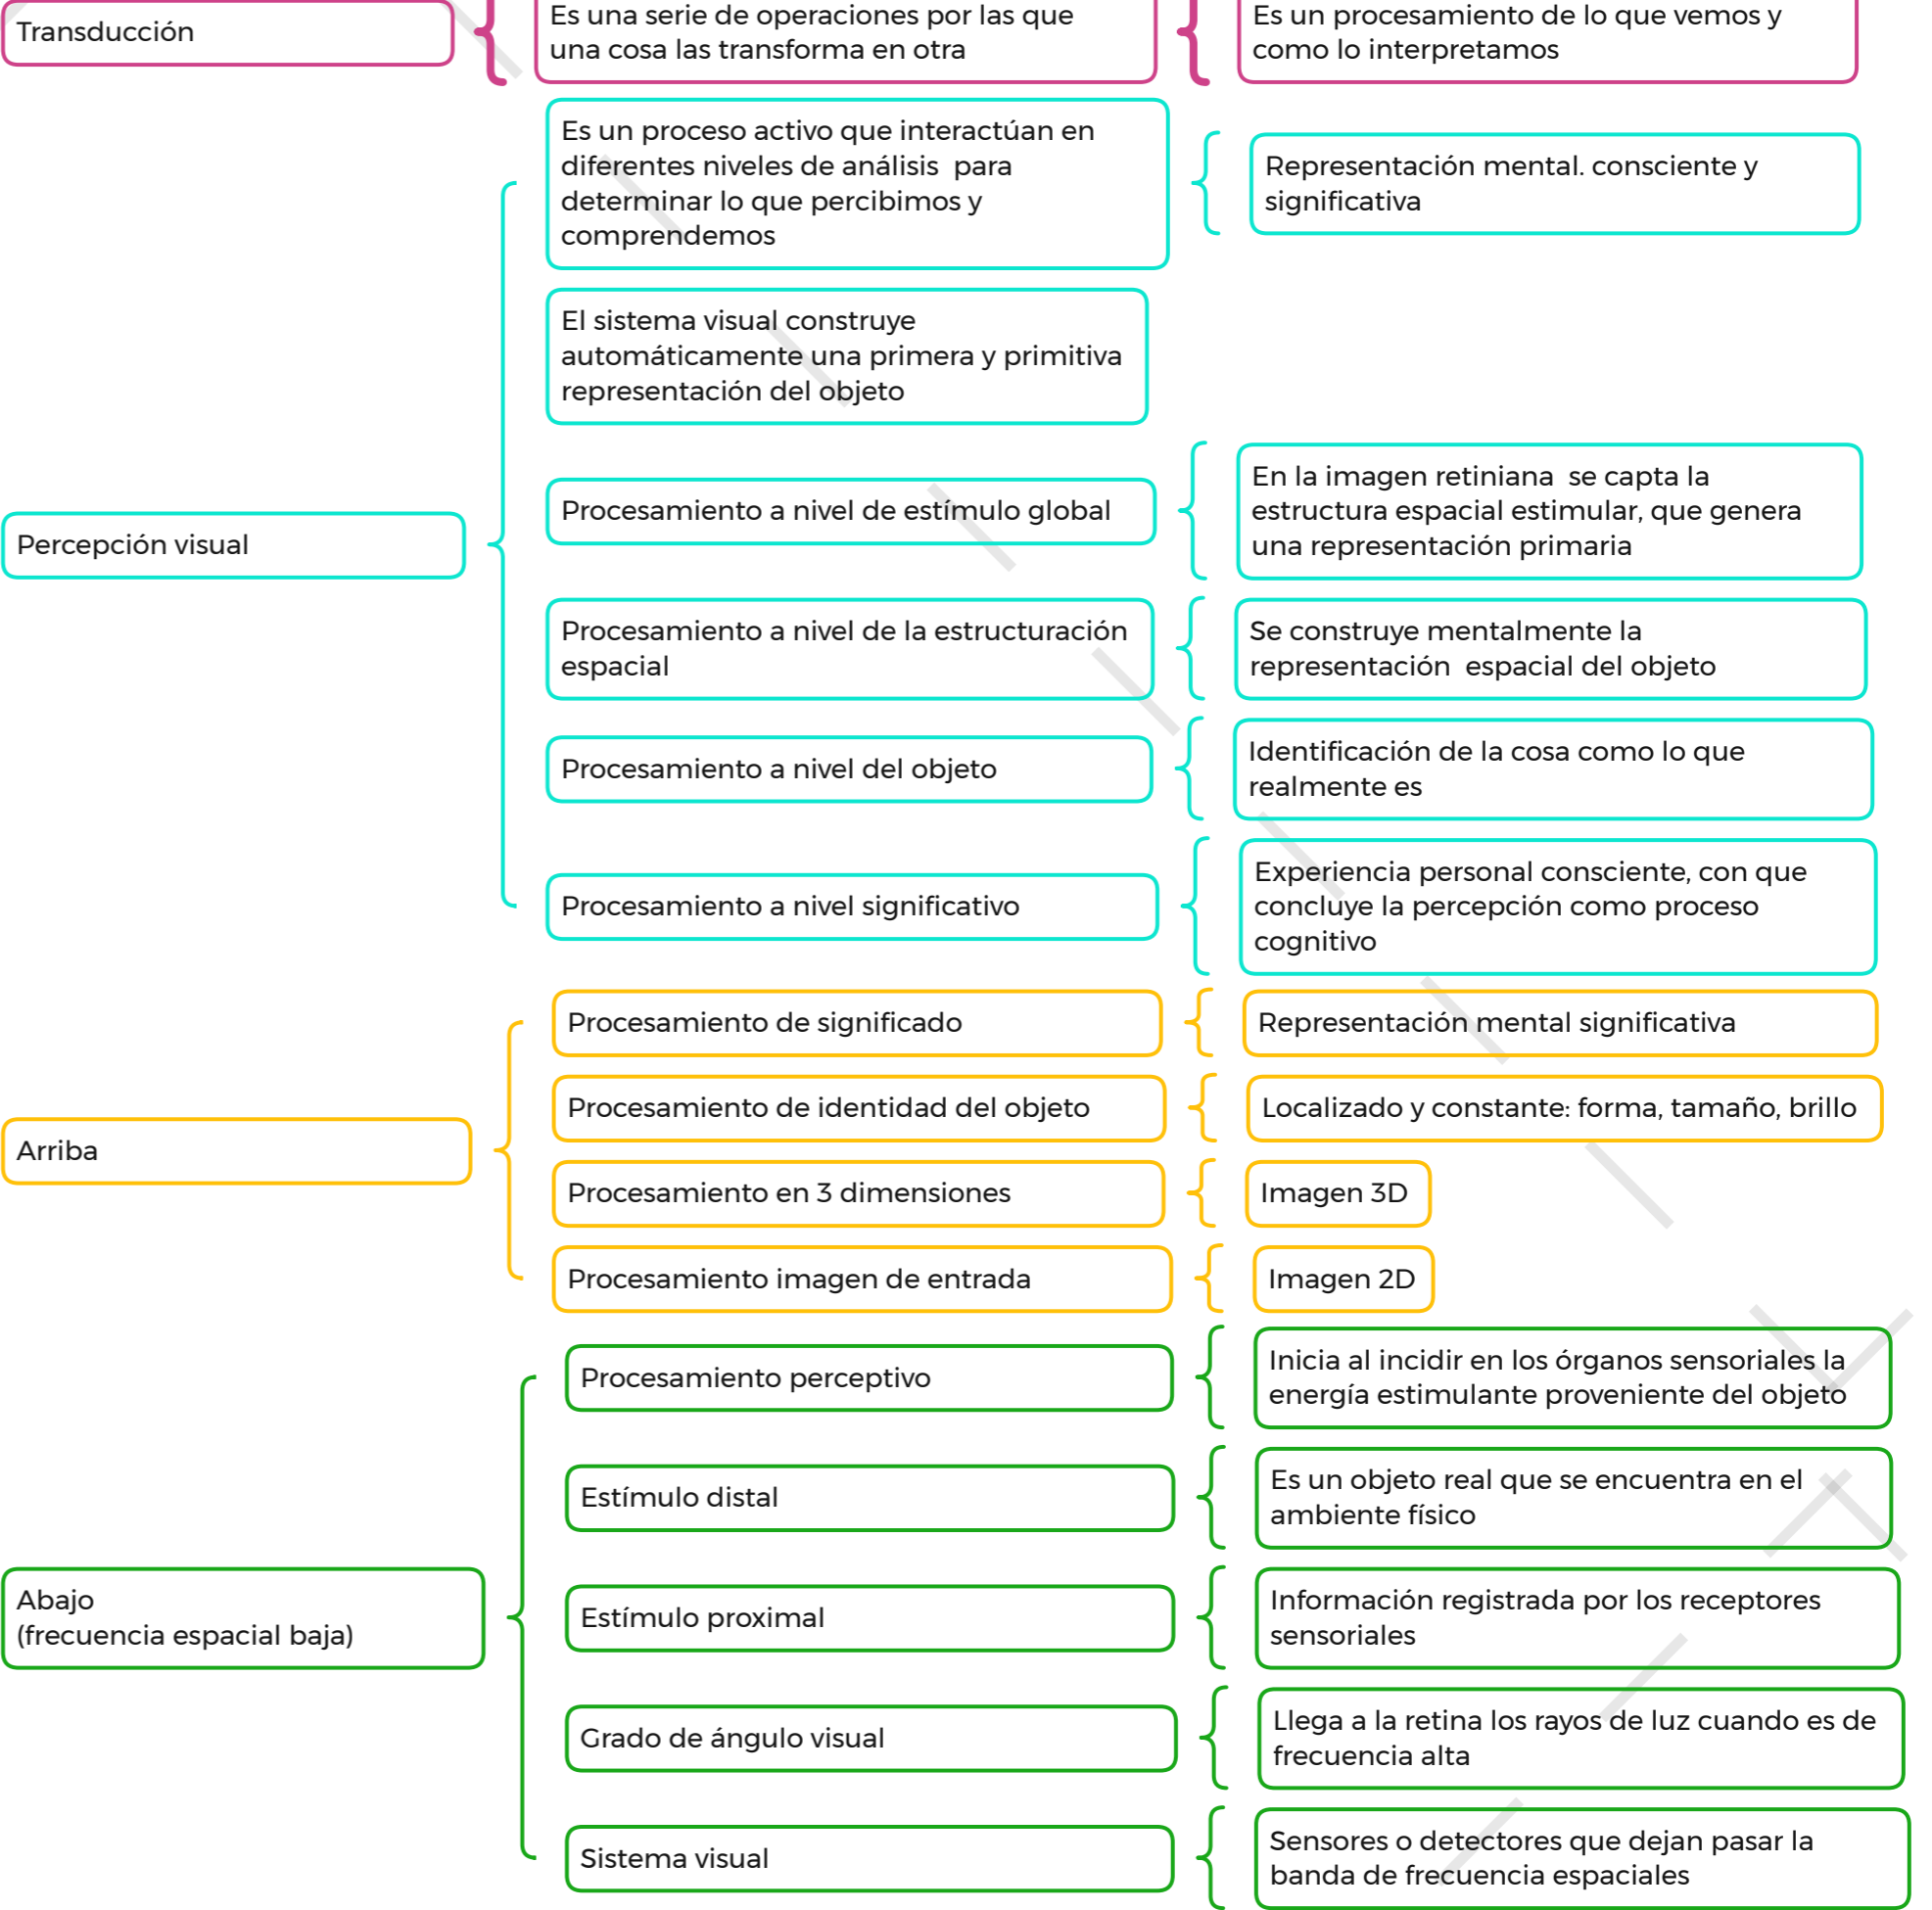 Transducción
Es una serie de operaciones por las que
una cosa las transforma en otra
Es un procesamiento de lo que vemos y
como lo interpretamos
Percepción visual
Es un proceso activo que interactúan en
diferentes niveles de análisis  para
determinar lo que percibimos y
comprendemos
Representación mental. consciente y
significativa
El sistema visual construye
automáticamente una primera y primitiva
representación del objeto
Procesamiento a nivel de estímulo global
En la imagen retiniana  se capta la
estructura espacial estimular, que genera
una representación primaria
Procesamiento a nivel de la estructuración
espacial
Se construye mentalmente la
representación  espacial del objeto
Procesamiento a nivel del objeto
Identificación de la cosa como lo que
realmente es
Procesamiento a nivel significativo
Experiencia personal consciente, con que
concluye la percepción como proceso
cognitivo
Arriba
Procesamiento de significado
Representación mental significativa
Procesamiento de identidad del objeto
Localizado y constante: forma, tamaño, brillo
Procesamiento en 3 dimensiones
Imagen 3D
Procesamiento imagen de entrada
Imagen 2D
Abajo
(frecuencia espacial baja)
Procesamiento perceptivo
Inicia al incidir en los órganos sensoriales la
energía estimulante proveniente del objeto
Estímulo distal
Es un objeto real que se encuentra en el
ambiente físico
Estímulo proximal
Información registrada por los receptores
sensoriales
Grado de ángulo visual
Llega a la retina los rayos de luz cuando es de
frecuencia alta
Sistema visual
Sensores o detectores que dejan pasar la
banda de frecuencia espaciales